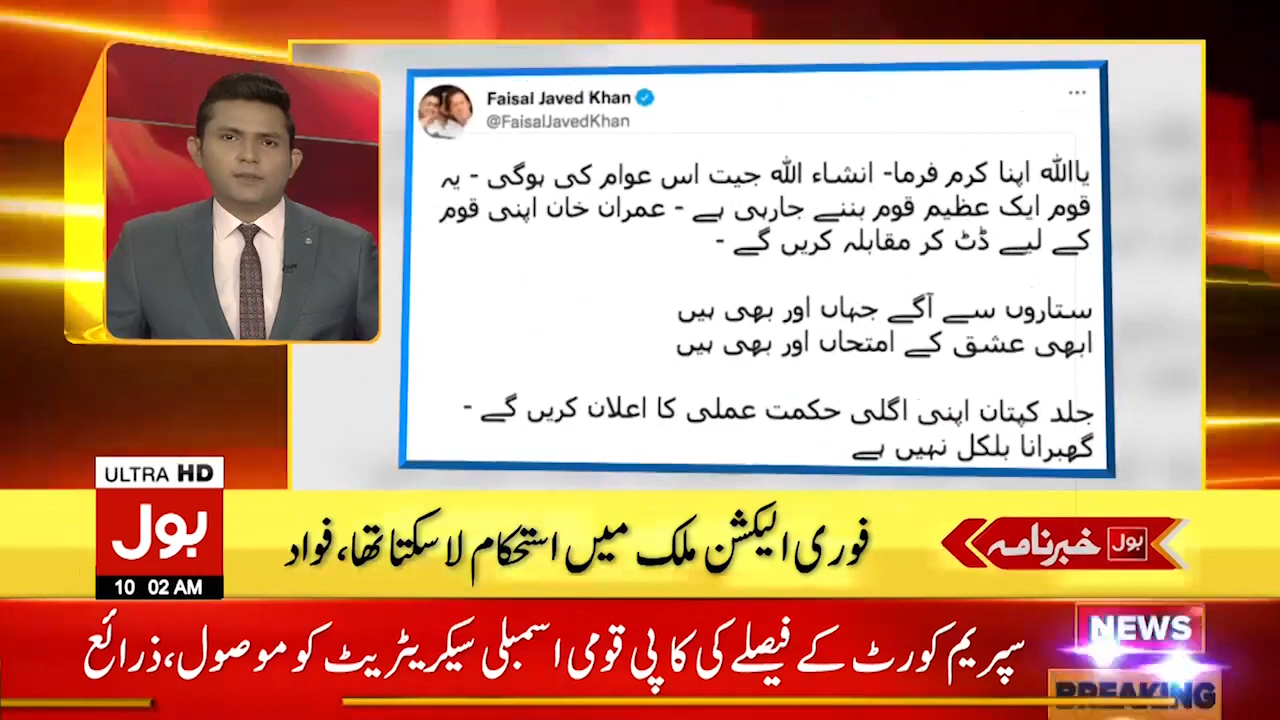 Faisal Javed Khan
@FaisalJavedKhan
یااللہ اپنا کرم فرما- انشاء اللہ جیت اس عوام کی ہوگی - یہ
قوم ایک عظیم قوم بننے جارہی ہے - عمران خان اپنی قوم
کے لیے ڈٹ کر مقابلہ کریں گے -
ستاروں سے آگے جہاں اور بھی ہیں
ابھی عشق کے امتحاں اور بھی ہیں
جلد کپتان اپنی اگلی حکمت عملی کا اعلان کریں گے -
گھبرانا بلکل نہیں ہے
ULTRA HD
بول
10 02 AM
فوری الیکشن ملک میں استحکام لا سکتا تھا، فواد
بول خبرنامہ
سپریم کورٹ کے فیصلے کی کاپی قومی اسمبلی سیکریٹریٹ کو موصول، ذرائع
NEWS
BREAKING